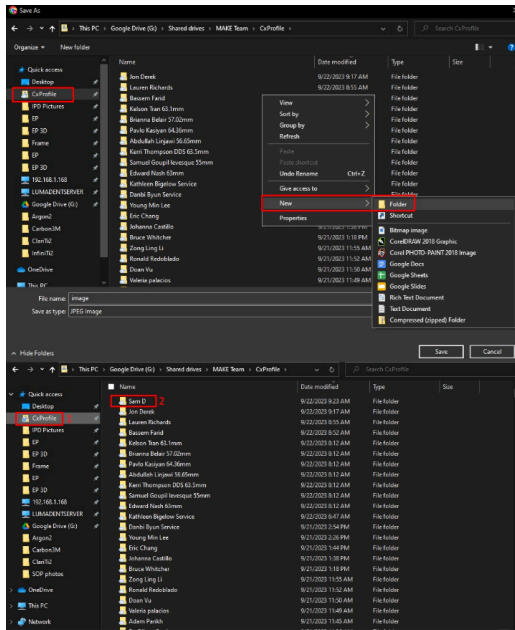 Save As
This PC > Google Drive (G:) > Shared drives > MAKE Team > CxProfile >
Search CxProfile
Organize
New folder
Name Date modified Type Size
Quick access
Desktop
CxProfile
IPD Pictures
EP
EP 3D
Frame
EP
EP 3D
192.168.1.168
LUMADENTSERVER
Google Drive (G:)
Argon2
Carbon3M
ClariTi2
InfiniTi2
OneDrive
This PC
Jon Derek 9/22/2023 9:17 AM File folder
Lauren Richards 9/22/2023 8:55 AM File folder
Bassem Farid File folder
Kelson Tran 63.1mm File folder
Brianna Belair 57.02mm File folder
Pavlo Kasiyan 64.36mm File folder
Abdullah Linjawi 56.65mm File folder
Kerri Thompson DDS 63.5mm File folder
Samuel Goupil levesque 55mm File folder
Edward Nash 63mm File folder
Kathleen Bigelow Service
Danbi Byun Service
Young Min Lee
Eric Chang
Johanna Castillo
Bruce Whitcher 9/21/2023 1:18 PM
Zong Ling Li 9/21/2023 11:55 AM
Ronald Redoblado 9/21/2023 11:52 AM
Doan Vu 9/21/2023 11:50 AM
Valeria palacios 9/21/2023 11:49 AM
View
Sort by
Group by
Refresh
Paste
Paste shortcut
Undo Rename Ctrl+Z
Give access to
New
Properties
Folder
Shortcut
Bitmap image
CorelDRAW 2018 Graphic
Corel PHOTO-PAINT 2018 Image
Google Docs
Google Sheets
Google Slides
Rich Text Document
Text Document
Compressed (zipped) Folder
File name: image
Save as type: JPEG Image
Hide Folders
Save
Cancel
This PC > Google Drive (G:) > Shared drives > MAKE Team > CxProfile >
Search CxProfile
Name Date modified Type Size
Quick access
Desktop
CxProfile
IPD Pictures
EP
EP 3D
Frame
EP
EP 3D
192.168.1.168
LUMADENTSERVER
Google Drive (G:)
Argon2
Carbon3M
ClariTi2
SOP photos
OneDrive
This PC
Network
Sam D 2 9/22/2023 9:23 AM File folder
Jon Derek 9/22/2023 9:17 AM File folder
Lauren Richards 9/22/2023 8:55 AM File folder
Bassem Farid 9/22/2023 8:52 AM File folder
Kelson Tran 63.1mm 9/22/2023 8:12 AM File folder
Brianna Belair 57.02mm 9/22/2023 8:12 AM File folder
Pavlo Kasiyan 64.36mm 9/22/2023 8:12 AM File folder
Abdullah Linjawi 56.65mm 9/22/2023 8:12 AM File folder
Kerri Thompson DDS 63.5mm 9/22/2023 8:12 AM File folder
Samuel Goupil levesque 55mm 9/22/2023 8:12 AM File folder
Edward Nash 63mm 9/22/2023 8:12 AM File folder
Kathleen Bigelow Service 9/22/2023 6:47 AM File folder
Danbi Byun Service 9/21/2023 2:54 PM File folder
Young Min Lee 9/21/2023 2:26 PM File folder
Eric Chang 9/21/2023 1:44 PM File folder
Johanna Castillo 9/21/2023 1:38 PM File folder
Bruce Whitcher 9/21/2023 1:18 PM File folder
Zong Ling Li 9/21/2023 11:55 AM File folder
Ronald Redoblado 9/21/2023 11:52 AM File folder
Doan Vu 9/21/2023 11:50 AM File folder
Valeria palacios 9/21/2023 11:49 AM File folder
Adam Parikh 9/21/2023 11:45 AM File folder